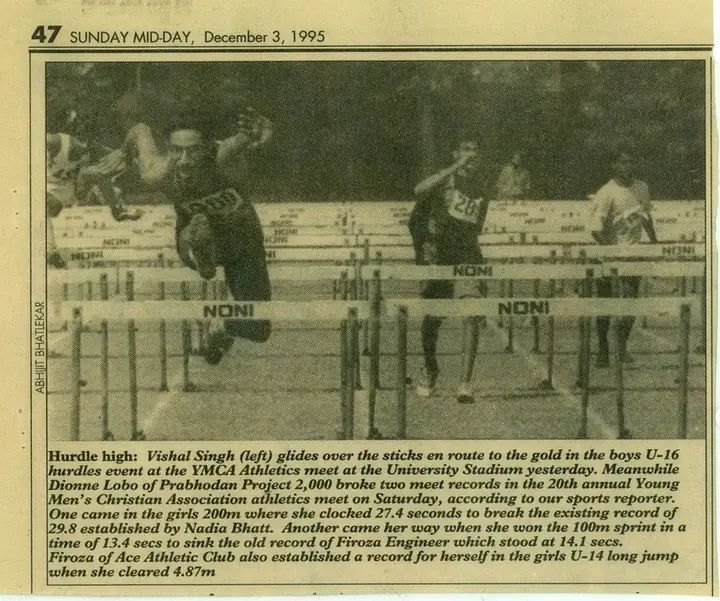 47 SUNDAY MID-DAY, December 3, 1995
ABHIJIT BHATLEKAR
200
28
NONI
NONI
NONI
NONI
NONI
NONI
NONI
Hurdle high: Vishal Singh (left) glides over the sticks en route to the gold in the boys U-16
hurdles event at the YMCA Athletics meet at the University Stadium yesterday. Meanwhile
Dionne Lobo of Prabhodan Project 2,000 broke two meet records in the 20th annual Young
Men's Christian Association athletics meet on Saturday, according to our sports reporter.
One came in the girls 200m where she clocked 27.4 seconds to break the existing record of
29.8 established by Nadia Bhatt. Another came her way when she won the 100m sprint in a
time of 13.4 secs to sink the old record of Firoza Engineer which stood at 14.1 secs.
Firoza of Ace Athletic Club also established a record for herself in the girls U-14 long jump
when she cleared 4.87m